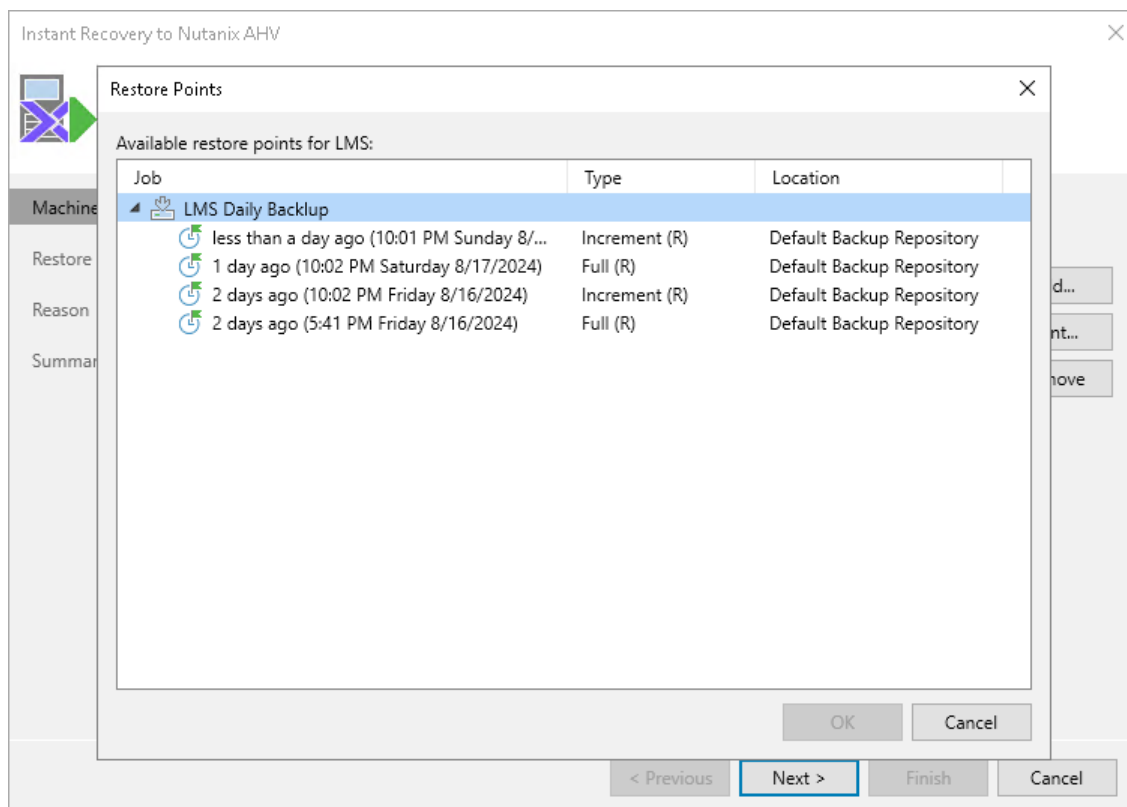 Instant Recovery to Nutanix AHV
Restore Points
Available restore points for LMS:
Job Type Location
LMS Daily Backlup
less than a day ago (10:01 PM Sunday 8/... Increment (R) Default Backup Repository
1 day ago (10:02 PM Saturday 8/17/2024) Full (R) Default Backup Repository
2 days ago (10:02 PM Friday 8/16/2024) Increment (R) Default Backup Repository
2 days ago (5:41 PM Friday 8/16/2024) Full (R) Default Backup Repository
Machine
Restore
Reason
Summar
d...
nt...
nove
OK Cancel
< Previous Next > Finish Cancel